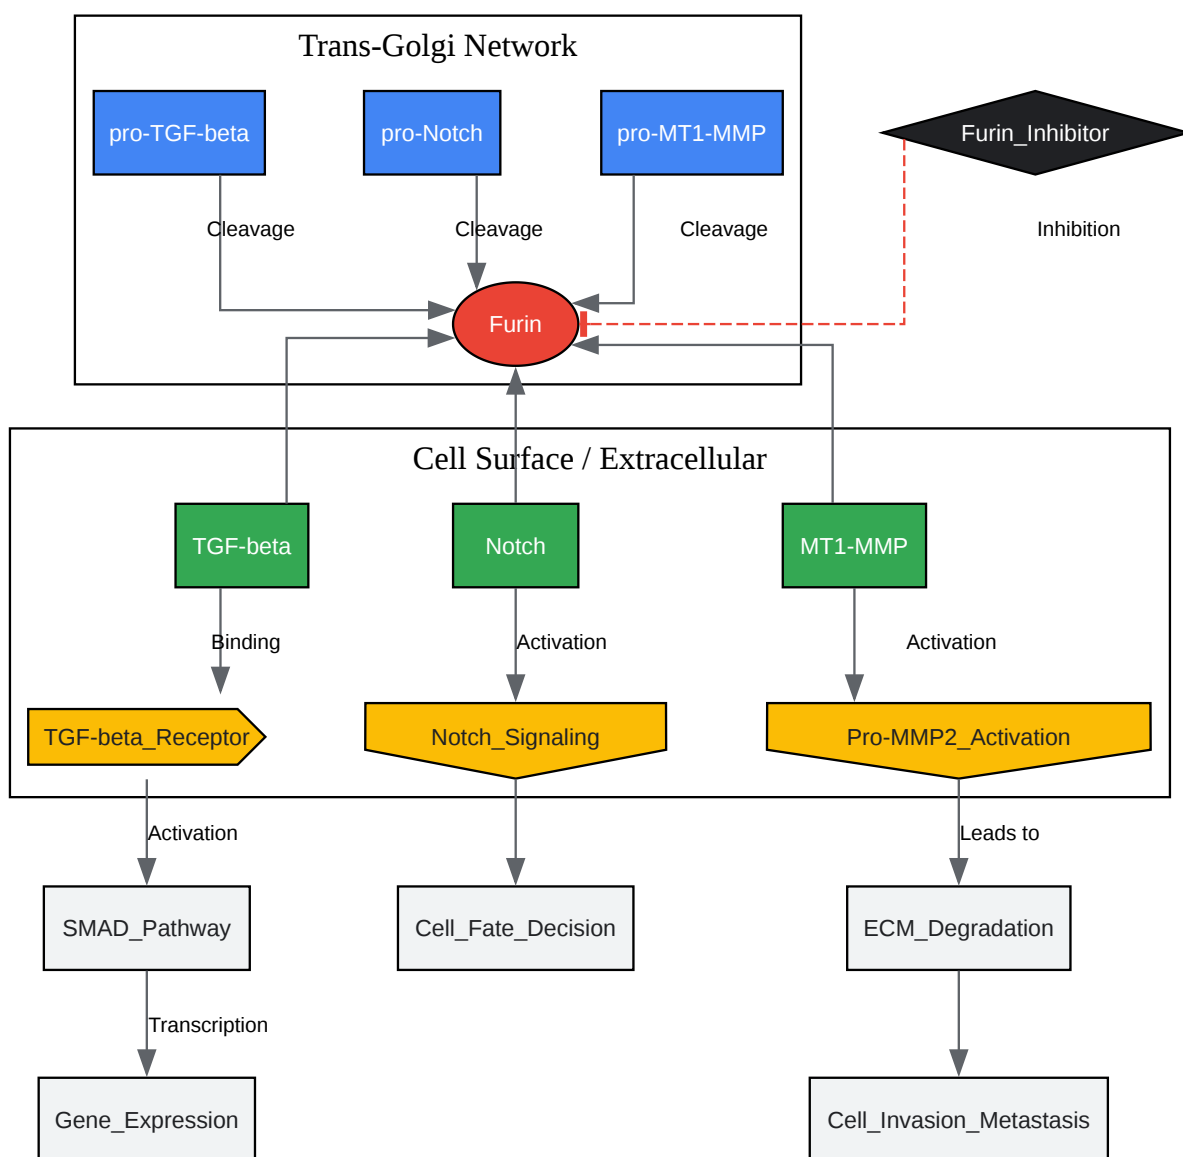 Trans-Golgi Network
pro-TGF-beta
pro-Notch
pro-MT1-MMP
Furin_Inhibitor
Cleavage
Cleavage
Cleavage
Inhibition
Furin
Cell Surface / Extracellular
TGF-beta
Notch
MT1-MMP
Binding
Activation
Activation
TGF-beta_Receptor
Notch_Signaling
Pro-MMP2_Activation
Activation
Leads to
SMAD_Pathway
Cell_Fate_Decision
ECM_Degradation
Transcription
Gene_Expression
Cell_Invasion_Metastasis